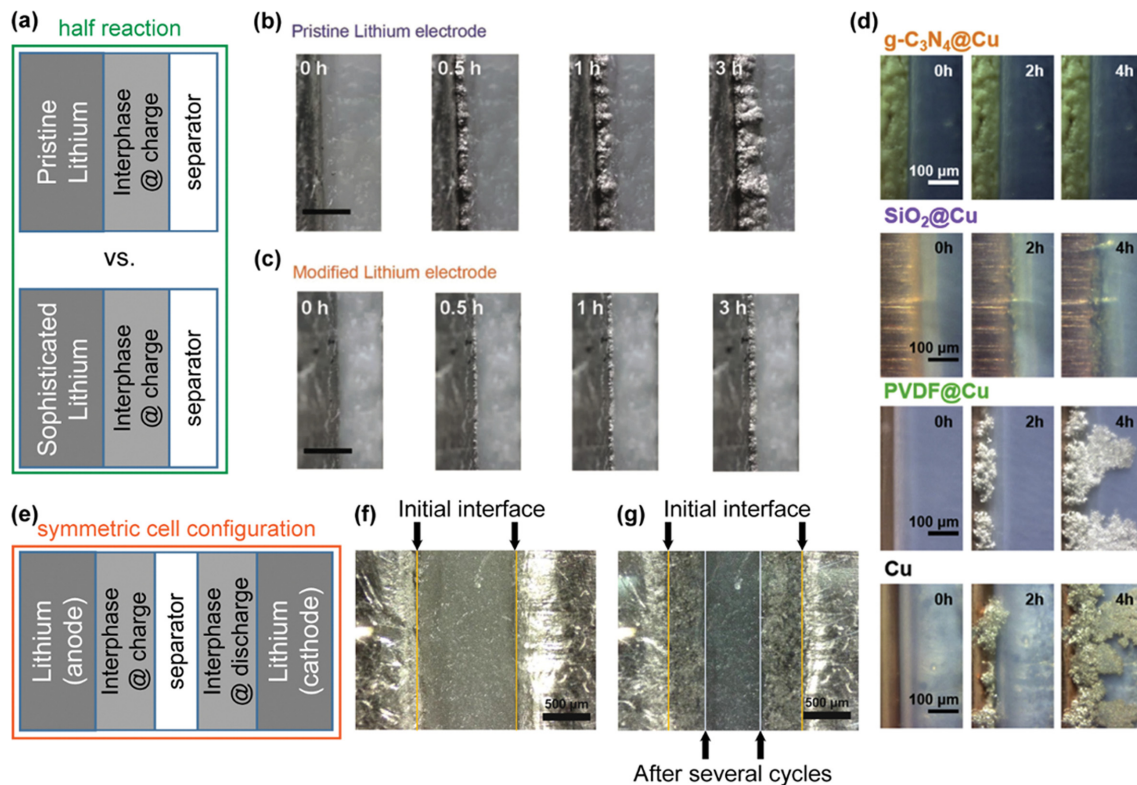 (a)
half reaction
Pristine
Lithium
Interphase
@ charge
separator
vs.
Sophisticated
Lithium
Interphase
@ charge
separator
(b)
Pristine Lithium electrode
0 h
0.5 h
1 h
3 h
(c)
Modified Lithium electrode
0 h
0.5 h
1 h
3 h
(d)
g-C₃N₄@Cu
0h
2h
4h
100 µm
SiO₂@Cu
0h
2h
4h
100 µm
PVDF@Cu
0h
2h
4h
100 µm
Cu
0h
2h
4h
100 µm
(e)
symmetric cell configuration
Lithium
(anode)
Interphase
@ charge
separator
Interphase
@ discharge
Lithium
(cathode)
(f)
Initial interface
500 µm
(g)
Initial interface
500 µm
After several cycles